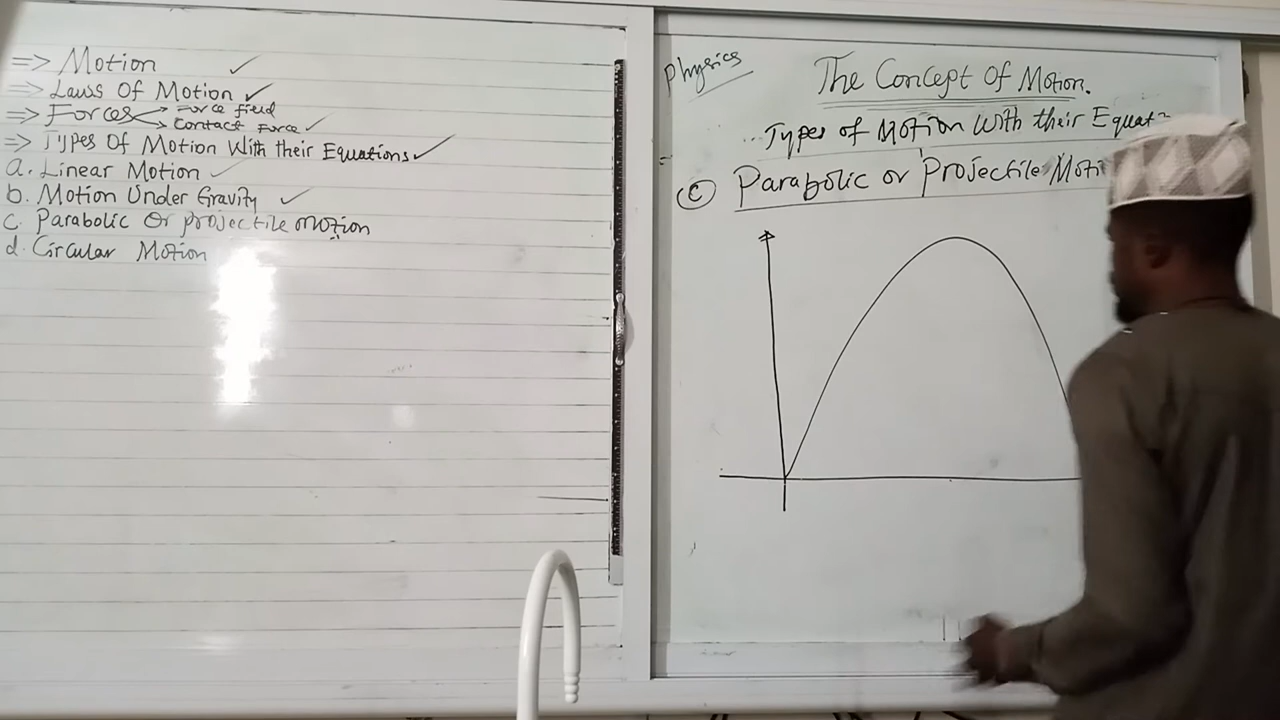 => Motion ✓
=> Laws Of Motion ✓
=> Forces → Force field
→ Contact Force ✓
=> Types Of Motion With their Equations ✓
a. Linear Motion ✓
b. Motion Under Gravity ✓
c. Parabolic Or projectile motion
d. Circular Motion
Physics
The Concept Of Motion.
...Types of Motion With their Equat
(C) Parabolic or Projectile Moti